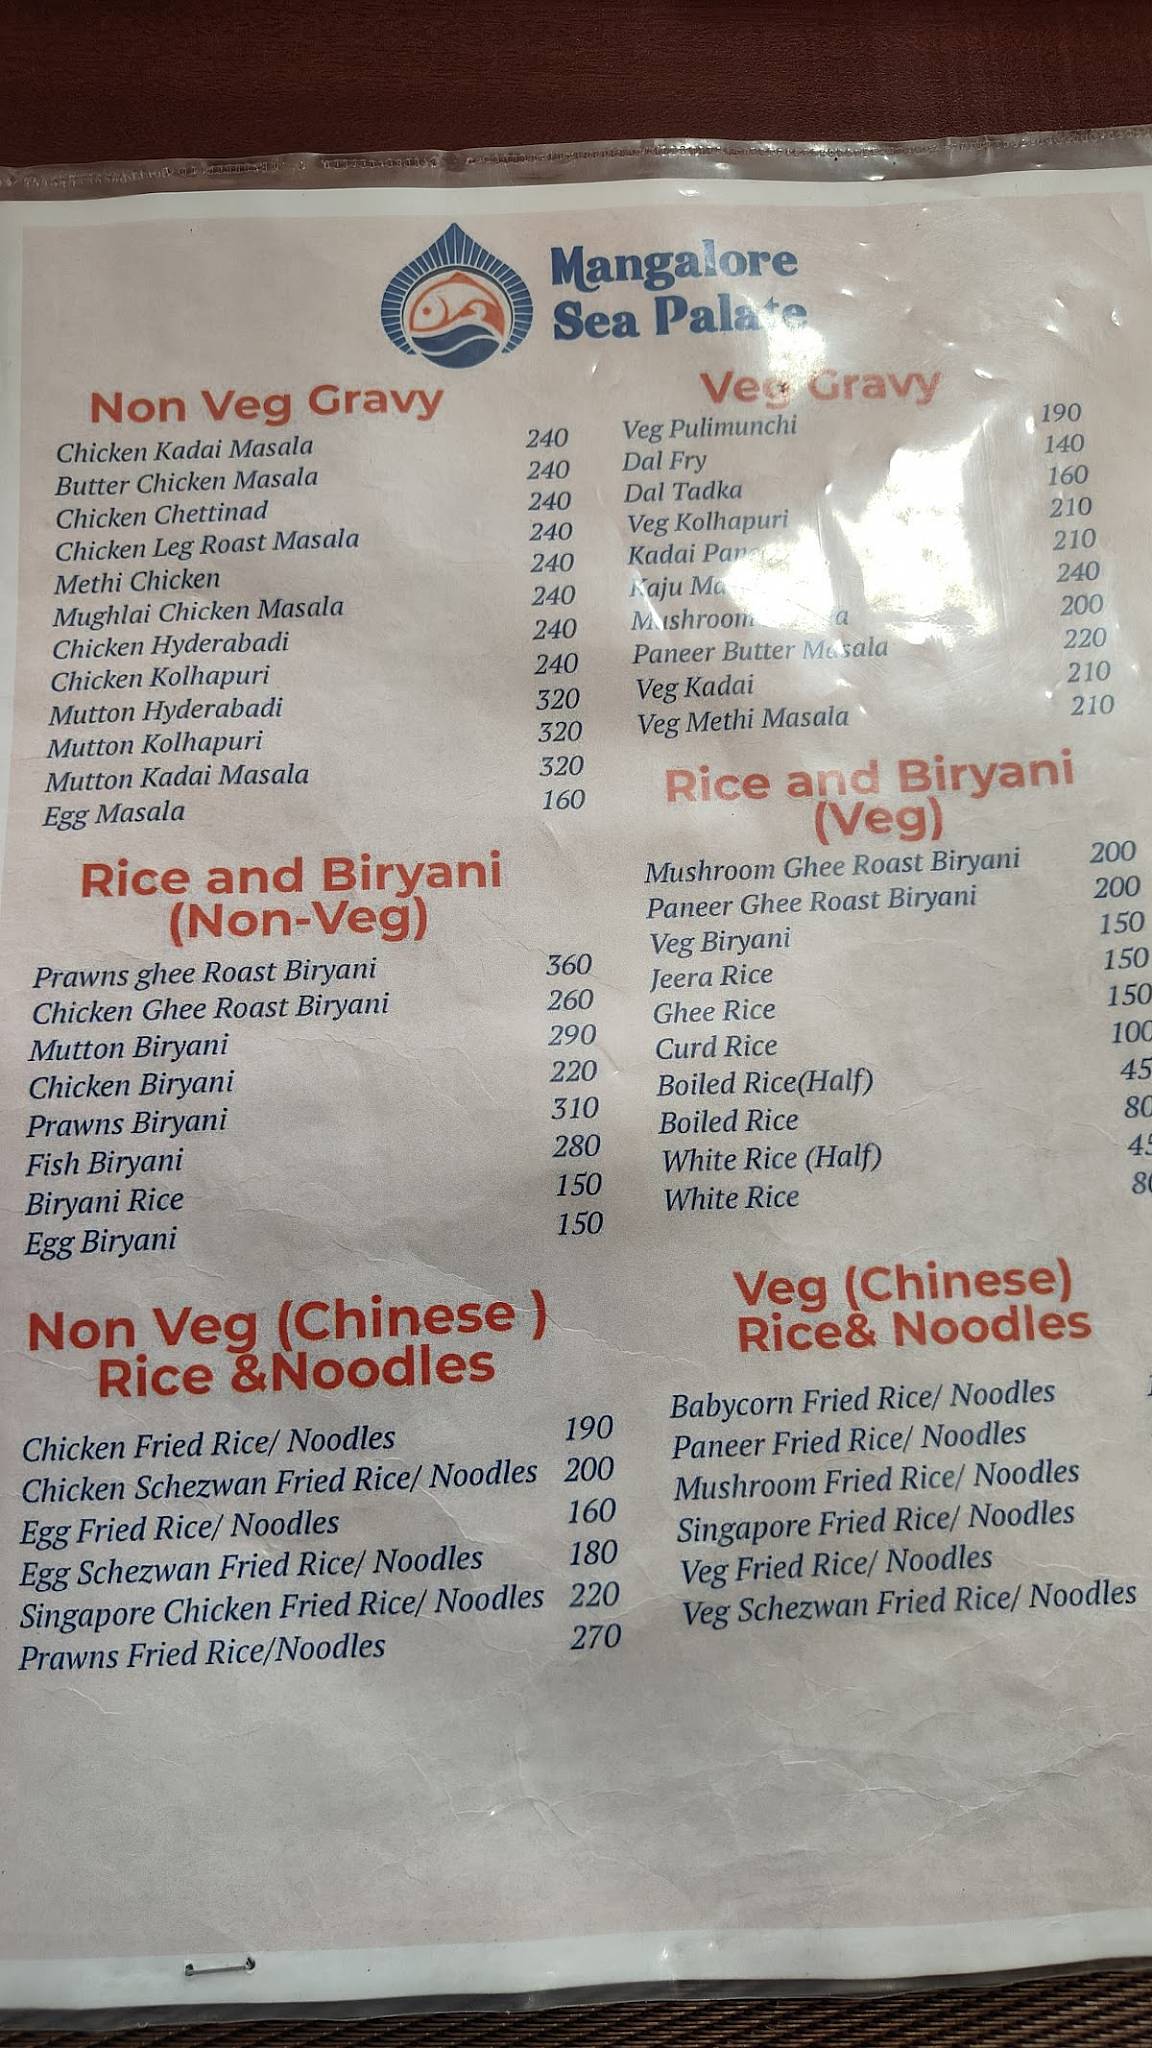 Mangalore
Sea Palate
Non Veg Gravy
Chicken Kadai Masala 240
Butter Chicken Masala 240
Chicken Chettinad 240
Chicken Leg Roast Masala 240
Methi Chicken 240
Mughlai Chicken Masala 240
Chicken Hyderabadi 240
Chicken Kolhapuri 240
Mutton Hyderabadi 320
Mutton Kolhapuri 320
Mutton Kadai Masala 320
Egg Masala 160
Rice and Biryani
(Non-Veg)
Prawns ghee Roast Biryani 360
Chicken Ghee Roast Biryani 260
Mutton Biryani 290
Chicken Biryani 220
Prawns Biryani 310
Fish Biryani 280
Biryani Rice 150
Egg Biryani 150
Non Veg (Chinese )
Rice &Noodles
Chicken Fried Rice/ Noodles 190
Chicken Schezwan Fried Rice/ Noodles 200
Egg Fried Rice/ Noodles 160
Egg Schezwan Fried Rice/ Noodles 180
Singapore Chicken Fried Rice/ Noodles 220
Prawns Fried Rice/Noodles 270
Veg Gravy
Veg Pulimunchi 190
Dal Fry 140
Dal Tadka 160
Veg Kolhapuri 210
Kadai 210
Kaju 240
Mushroom 200
Paneer Butter Masala 220
Veg Kadai 210
Veg Methi Masala 210
Rice and Biryani
(Veg)
Mushroom Ghee Roast Biryani 200
Paneer Ghee Roast Biryani 200
Veg Biryani 150
Jeera Rice 150
Ghee Rice 150
Curd Rice 100
Boiled Rice(Half) 45
Boiled Rice 80
White Rice (Half)
White Rice
Veg (Chinese)
Rice& Noodles
Babycorn Fried Rice/ Noodles
Paneer Fried Rice/ Noodles
Mushroom Fried Rice/ Noodles
Singapore Fried Rice/ Noodles
Veg Fried Rice/ Noodles
Veg Schezwan Fried Rice/ Noodles